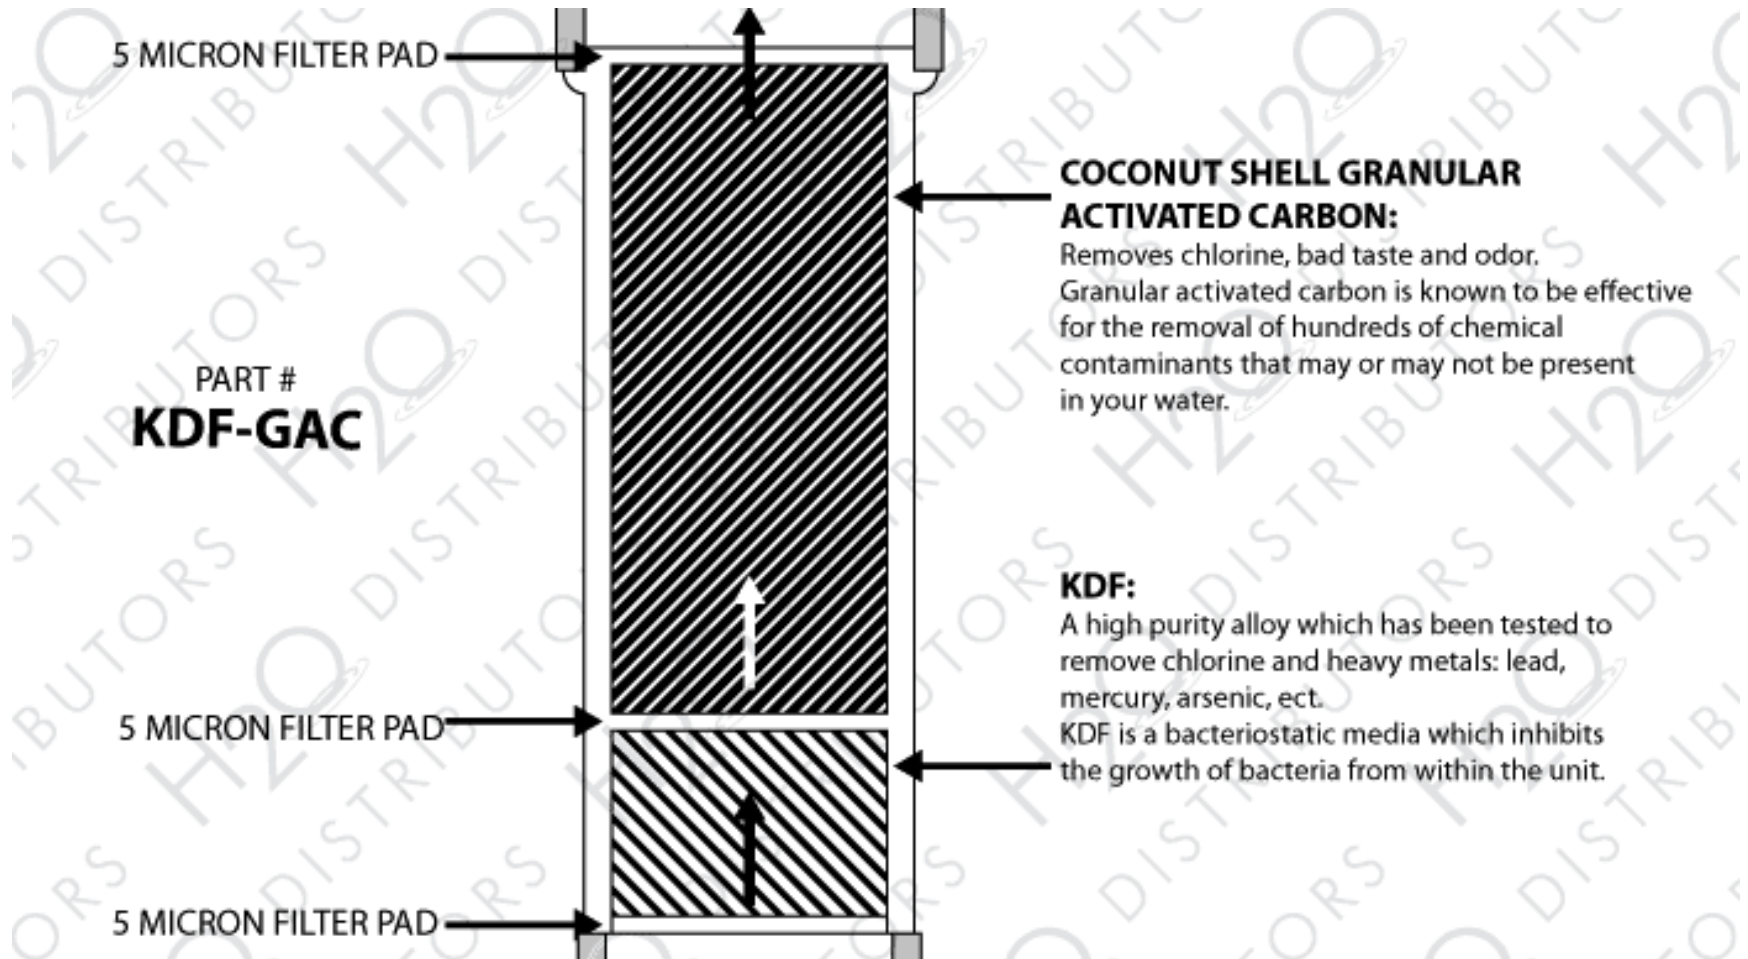 5 MICRON FILTER PAD
COCONUT SHELL GRANULAR
ACTIVATED CARBON:
Removes chlorine, bad taste and odor.
Granular activated carbon is known to be effective
for the removal of hundreds of chemical
contaminants that may or may not be present
in your water.
PART #
KDF-GAC
KDF:
A high purity alloy which has been tested to
remove chlorine and heavy metals: lead,
mercury, arsenic, ect.
KDF is a bacteriostatic media which inhibits
the growth of bacteria from within the unit.
5 MICRON FILTER PAD
5 MICRON FILTER PAD
H2O DISTRIBUTORS